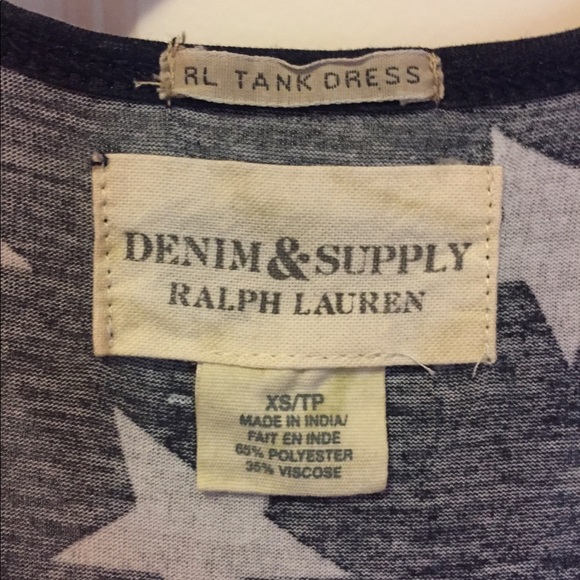 RL TANK DRESS
DENIM & SUPPLY
RALPH LAUREN
XS/TP
MADE IN INDIA/
FAIT EN INDE
65% POLYESTER
35% VISCOSE